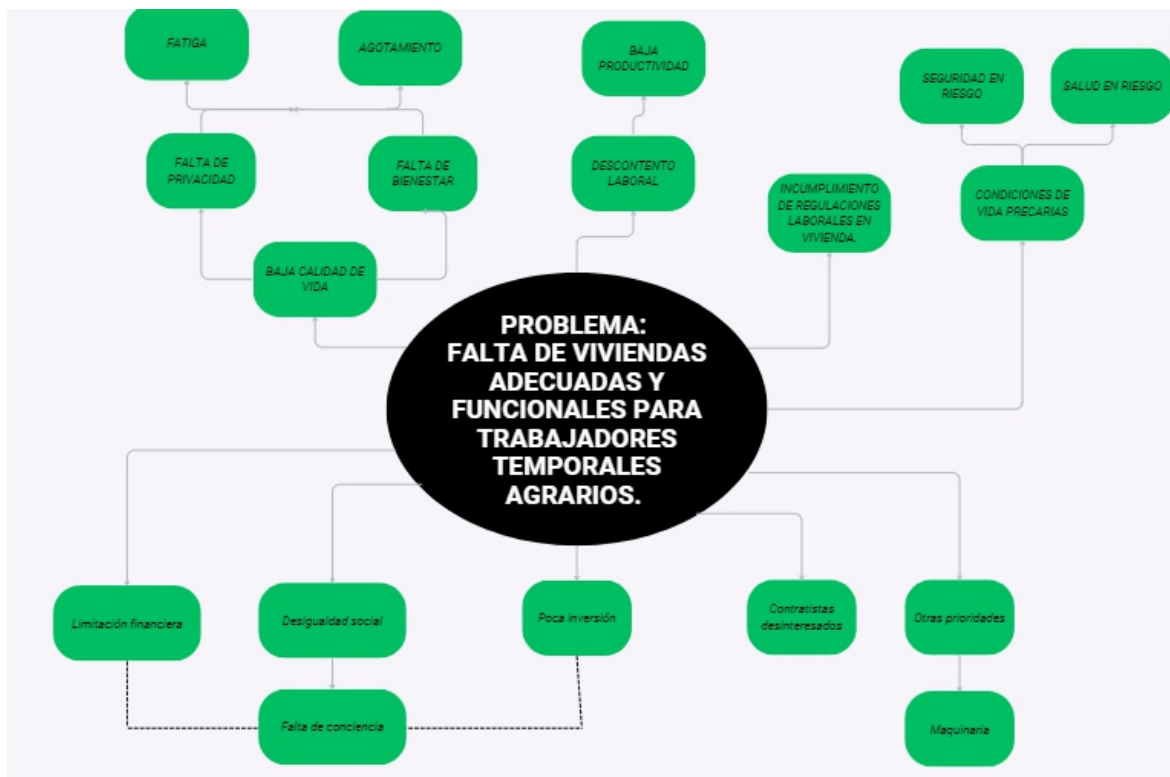 FATIGA
AGOTAMIENTO
BAJA
PRODUCTIVIDAD
SEGURIDAD EN
RIESGO
SALUD EN RIESGO
FALTA DE
PRIVACIDAD
FALTA DE
BIENESTAR
DESCONTENTO
LABORAL
INCUMPLIMIENTO
DE REGULACIONES
LABORALES EN
VIVIENDA.
CONDICIONES DE
VIDA PRECARIAS
BAJA CALIDAD DE
VIDA
PROBLEMA:
FALTA DE VIVIENDAS
ADECUADAS Y
FUNCIONALES PARA
TRABAJADORES
TEMPORALES
AGRARIOS.
Limitación financiera
Desigualdad social
Poca inversión
Contratistas
desinteresados
Otras prioridades
Falta de conciencia
Maquinaria